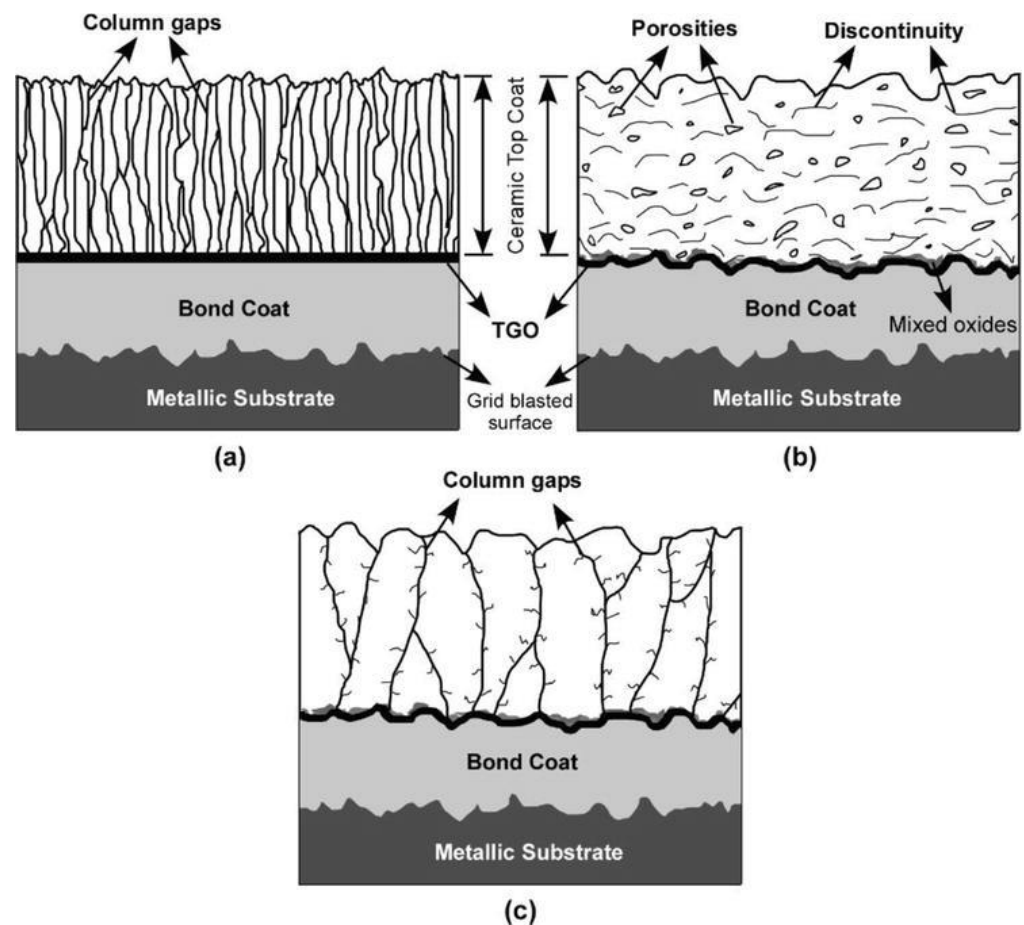 Column gaps
Porosities
Discontinuity
Ceramic Top Coat
Bond Coat
TGO
Bond Coat
Mixed oxides
Metallic Substrate
Grid blasted
surface
Metallic Substrate
(a)
(b)
Column gaps
Bond Coat
Metallic Substrate
(c)